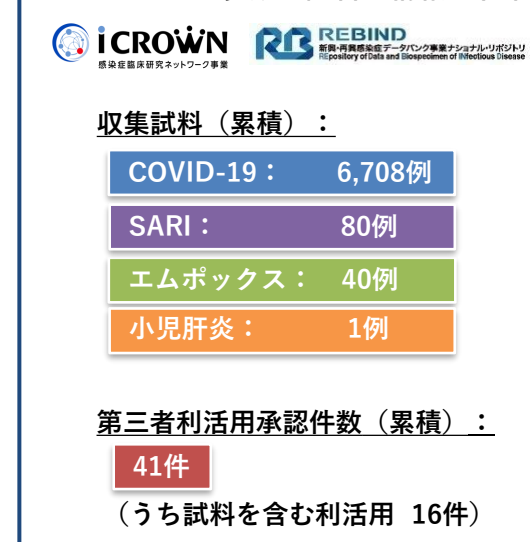 iCROWN
感染症臨床研究ネットワーク事業
REBIND
新興・再興感染症データバンク事業ナショナル・リポジトリ
REpository of Data and Biospecimen of INfectious Disease
収集試料（累積）：
COVID-19： 6,708例
SARI： 80例
エムポックス： 40例
小児肝炎： 1例
第三者利活用承認件数（累積）：
41件
（うち試料を含む利活用 16件）